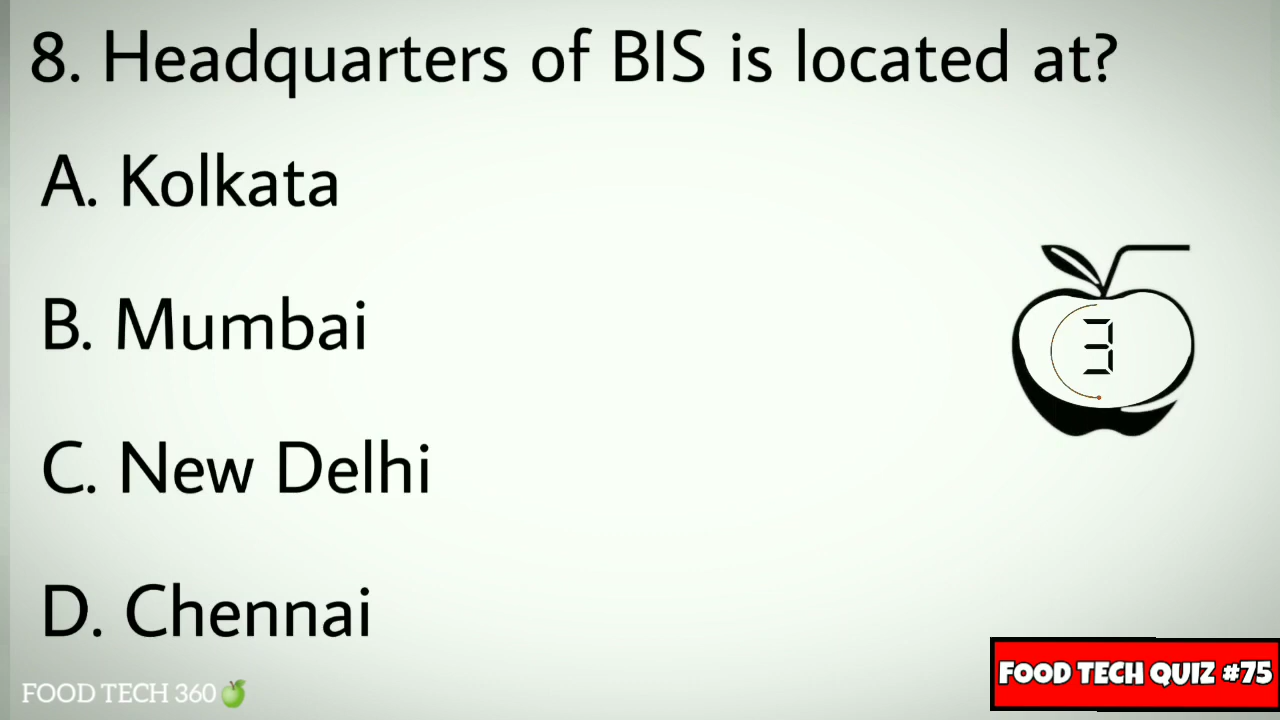 8. Headquarters of BIS is located at?
A. Kolkata
B. Mumbai
3
C. New Delhi
D. Chennai
FOOD TECH 360
FOOD TECH QUIZ #75